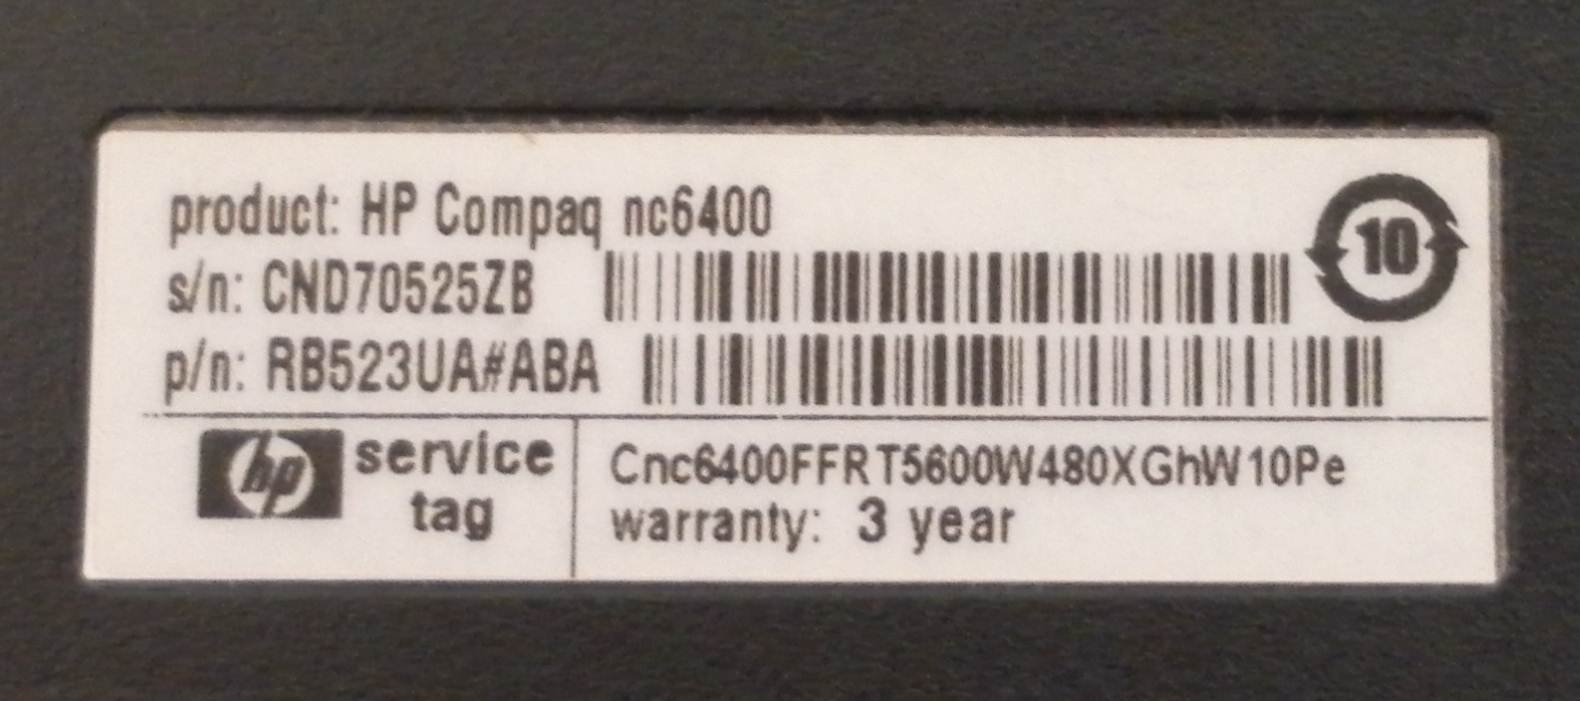 product: HP Compaq nc6400
10
s/n: CND70525ZB
p/n: RB523UA#ABA
hp service
tag
Cnc6400FFRT5600W480XGhW10Pe
warranty: 3 year